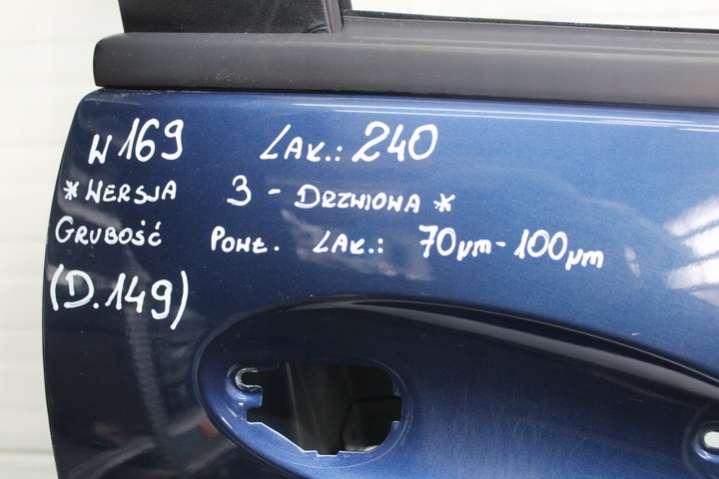 W169 LAK.: 240
* WERSJA 3 - DRZWIOWA *
GRUBOŚĆ POWŁ. LAK.: 70µm - 100µm
(D.149)